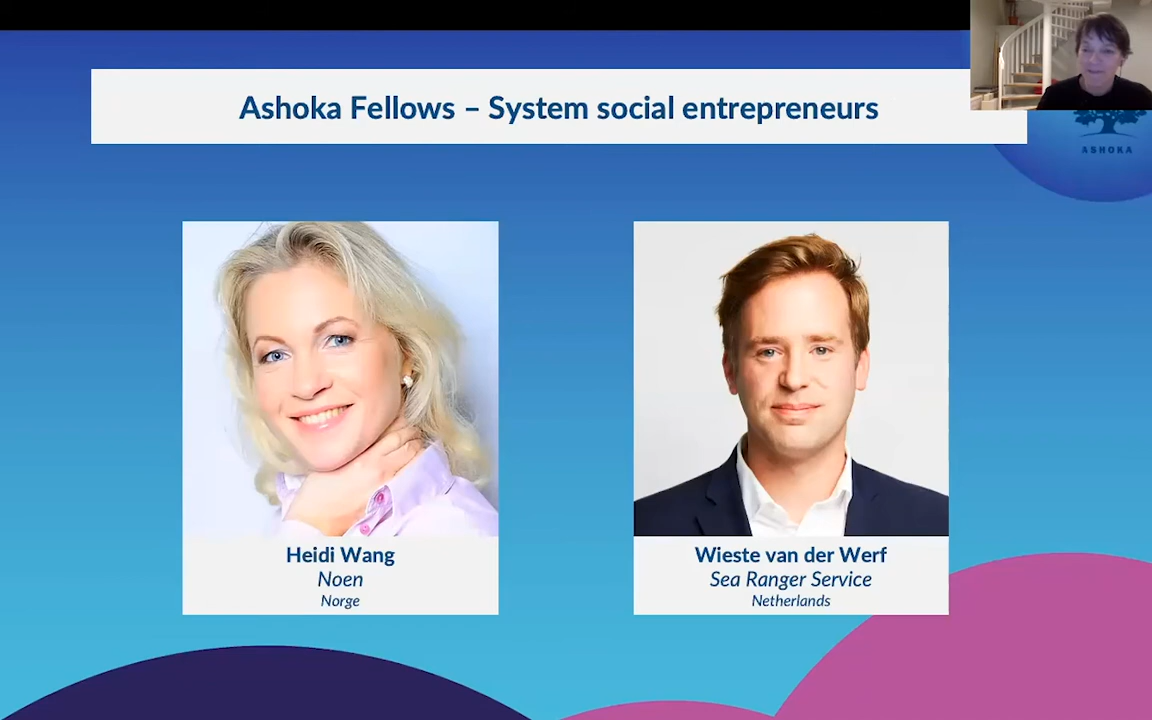 Ashoka Fellows – System social entrepreneurs
ASHOKA
Heidi Wang
Noen
Norge
Wieste van der Werf
Sea Ranger Service
Netherlands